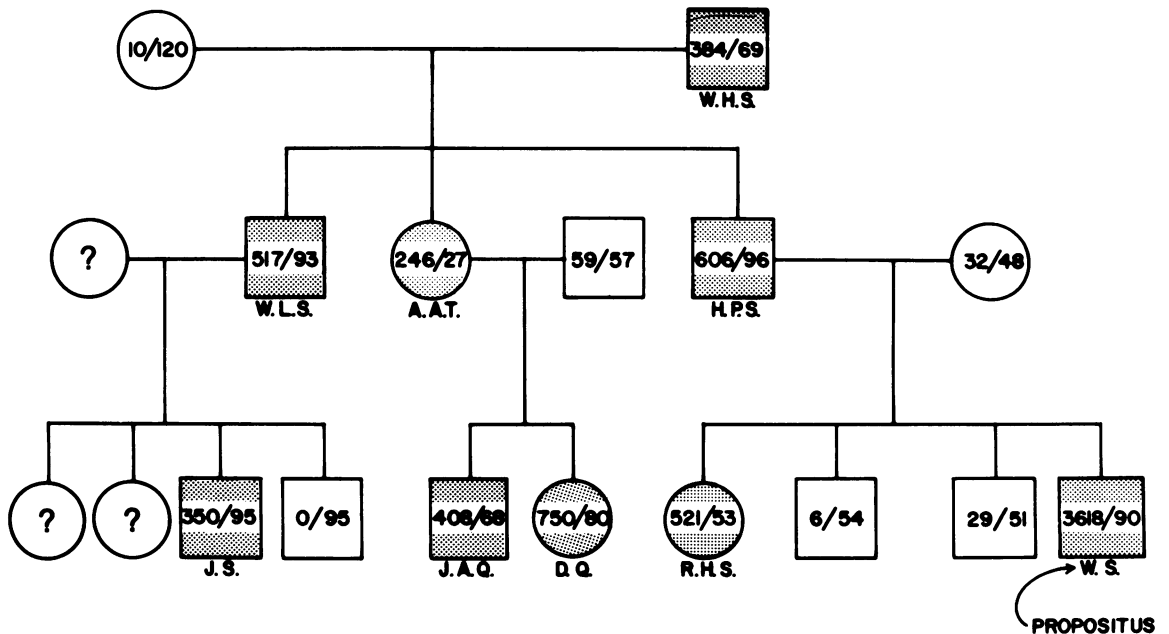 10/120 384/69
W.H.S.
? 517/93 246/27 59/57 606/96 32/48
W.L.S. A.A.T. H.P.S.
? ? 350/95 0/95 408/68 750/80 521/53 6/54 29/51 3618/90
J.S. J.A.Q. D.Q. R.H.S. W.S.
PROPOSITUS